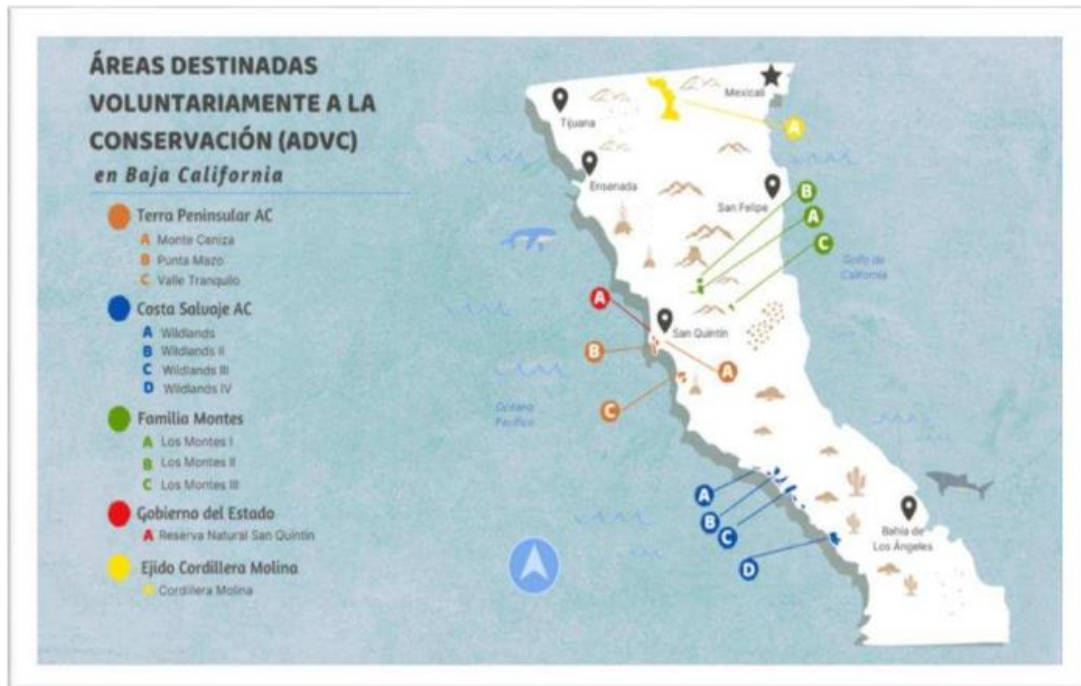 ÁREAS DESTINADAS
VOLUNTARIAMENTE A LA
CONSERVACIÓN (ADVC)
en Baja California
Terra Peninsular AC
A Monte Ceniza
B Punta Mazo
C Valle Tranquilo
Costa Salvaje AC
A Wildlands
B Wildlands II
C Wildlands III
D Wildlands IV
Familia Montes
A Los Montes I
B Los Montes II
C Los Montes III
Gobierno del Estado
A Reserva Natural San Quintín
Ejido Cordillera Molina
A Cordillera Molina
Mexicali
Tijuana
A
Ensenada
San Felipe
B
A
C
Golfo de
California
A
San Quintín
B
A
C
Océano
Pacífico
A
B
C
D
Bahía de
Los Ángeles